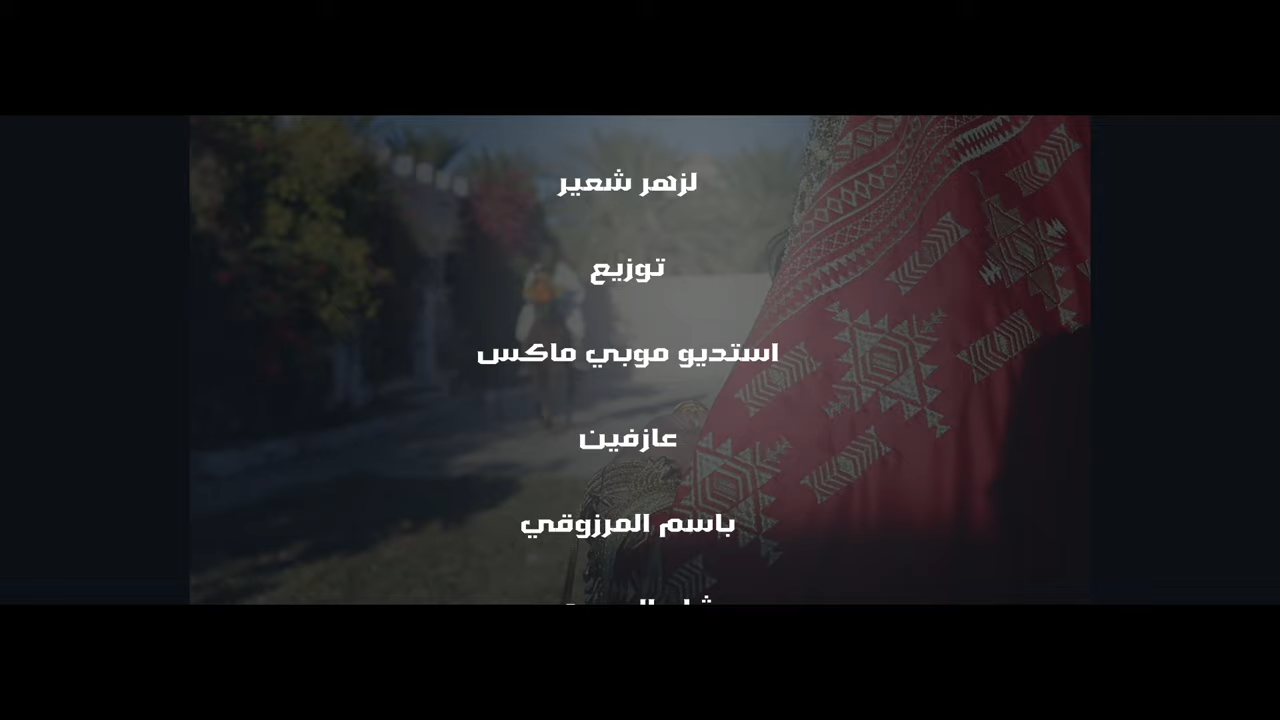 لزهر شعير
توزيع
استديو موبي ماكس
عازفين
باسم المرزوقي